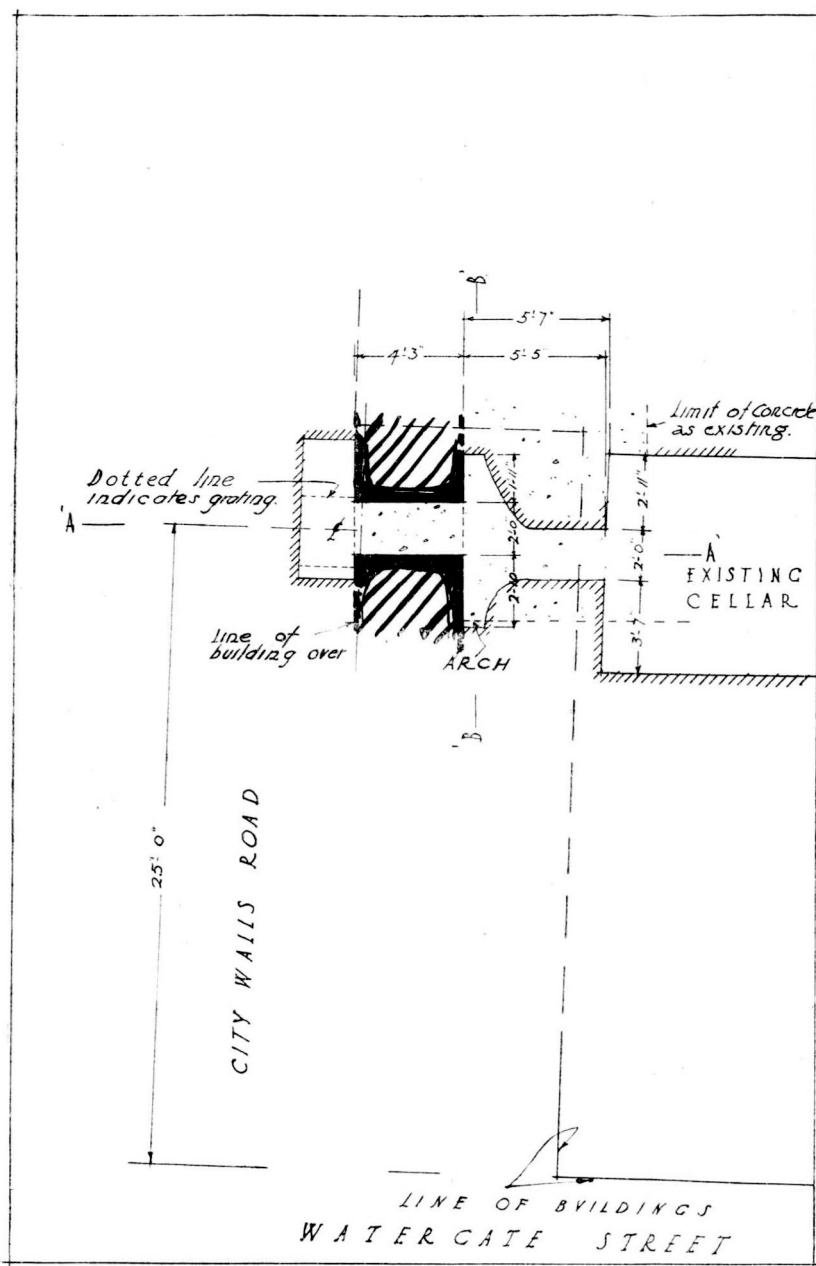 'B'
5'-7"
4'-3"
5'-5"
Limit of Concrete
as existing.
Dotted line
indicates grating.
1'-11"
2'-11"
'A
2'-0"
2'-0"
A'
EXISTING
CELLAR
3'-7"
line of
building over
ARCH
'B'
25'-0"
CITY WALLS ROAD
LINE OF BUILDINGS
WATERGATE STREET